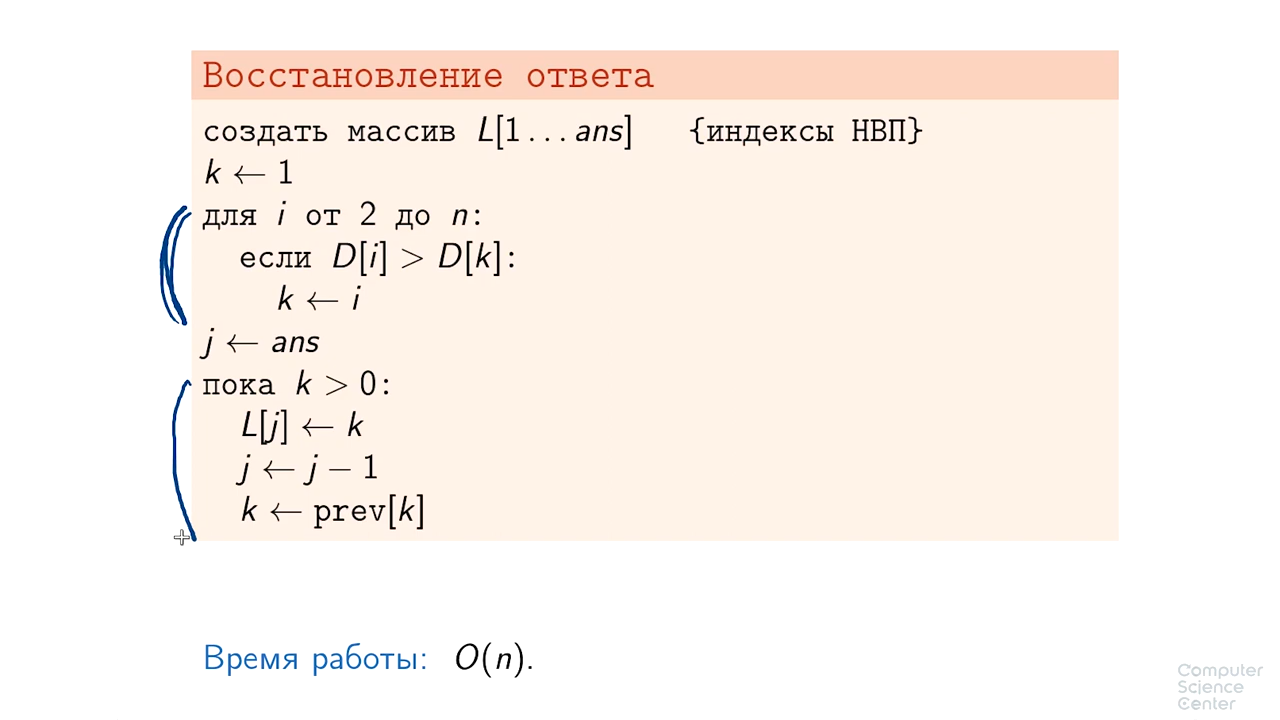 Восстановление ответа
создать массив L[1...ans] {индексы НВП}
k ← 1
для i от 2 до n:
если D[i] > D[k]:
k ← i
j ← ans
пока k > 0:
L[j] ← k
j ← j − 1
k ← prev[k]
Время работы: O(n).
Computer
Science
Center